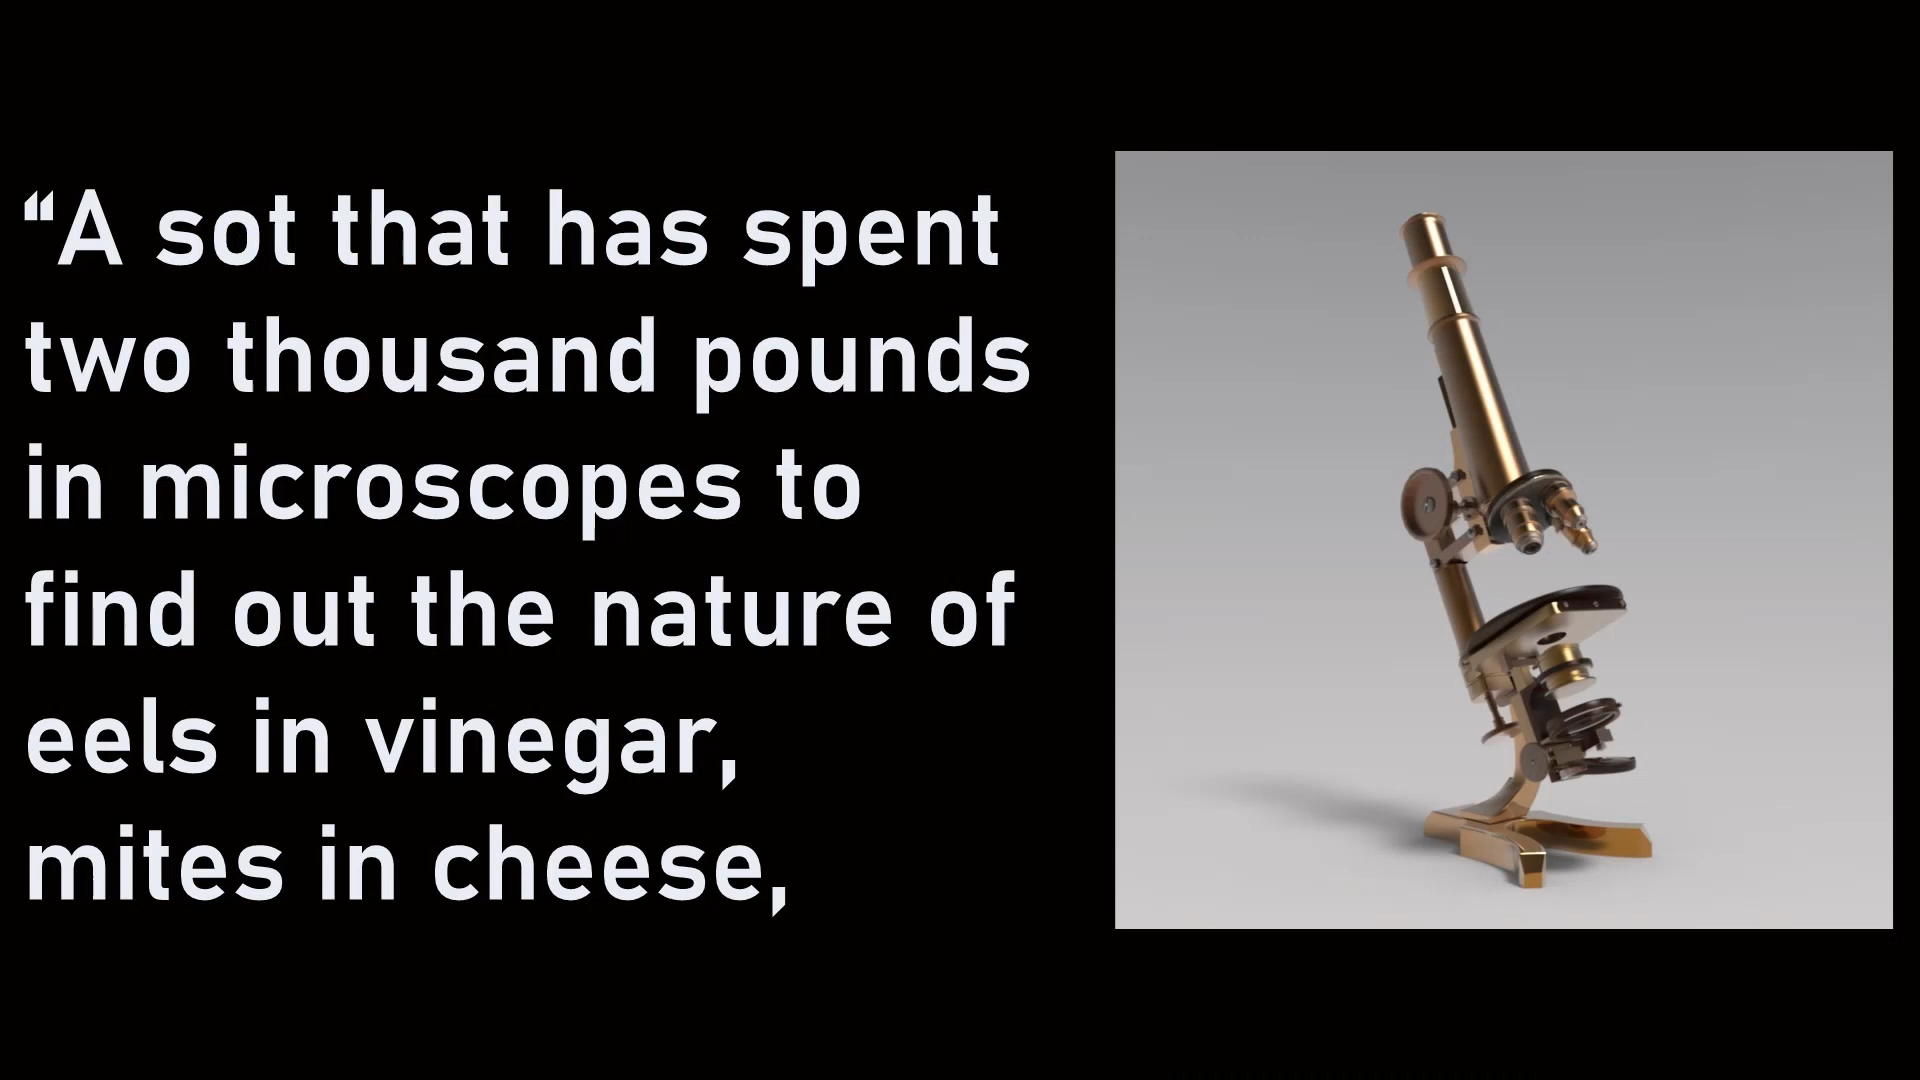 “A sot that has spent
two thousand pounds
in microscopes to
find out the nature of
eels in vinegar,
mites in cheese,